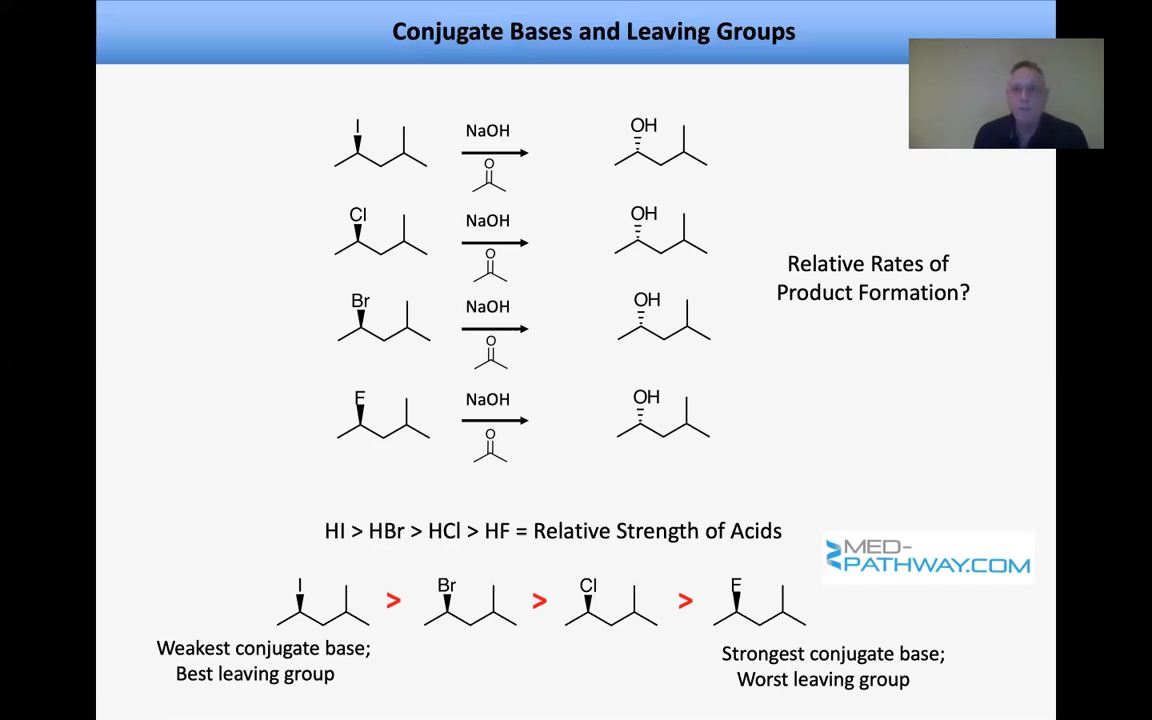 Conjugate Bases and Leaving Groups
I
NaOH
O
OH
Cl
NaOH
O
OH
Relative Rates of
Product Formation?
Br
NaOH
O
OH
F
NaOH
O
OH
HI > HBr > HCl > HF = Relative Strength of Acids
MED-
PATHWAY.COM
I > Br > Cl > F
Weakest conjugate base;
Best leaving group
Strongest conjugate base;
Worst leaving group